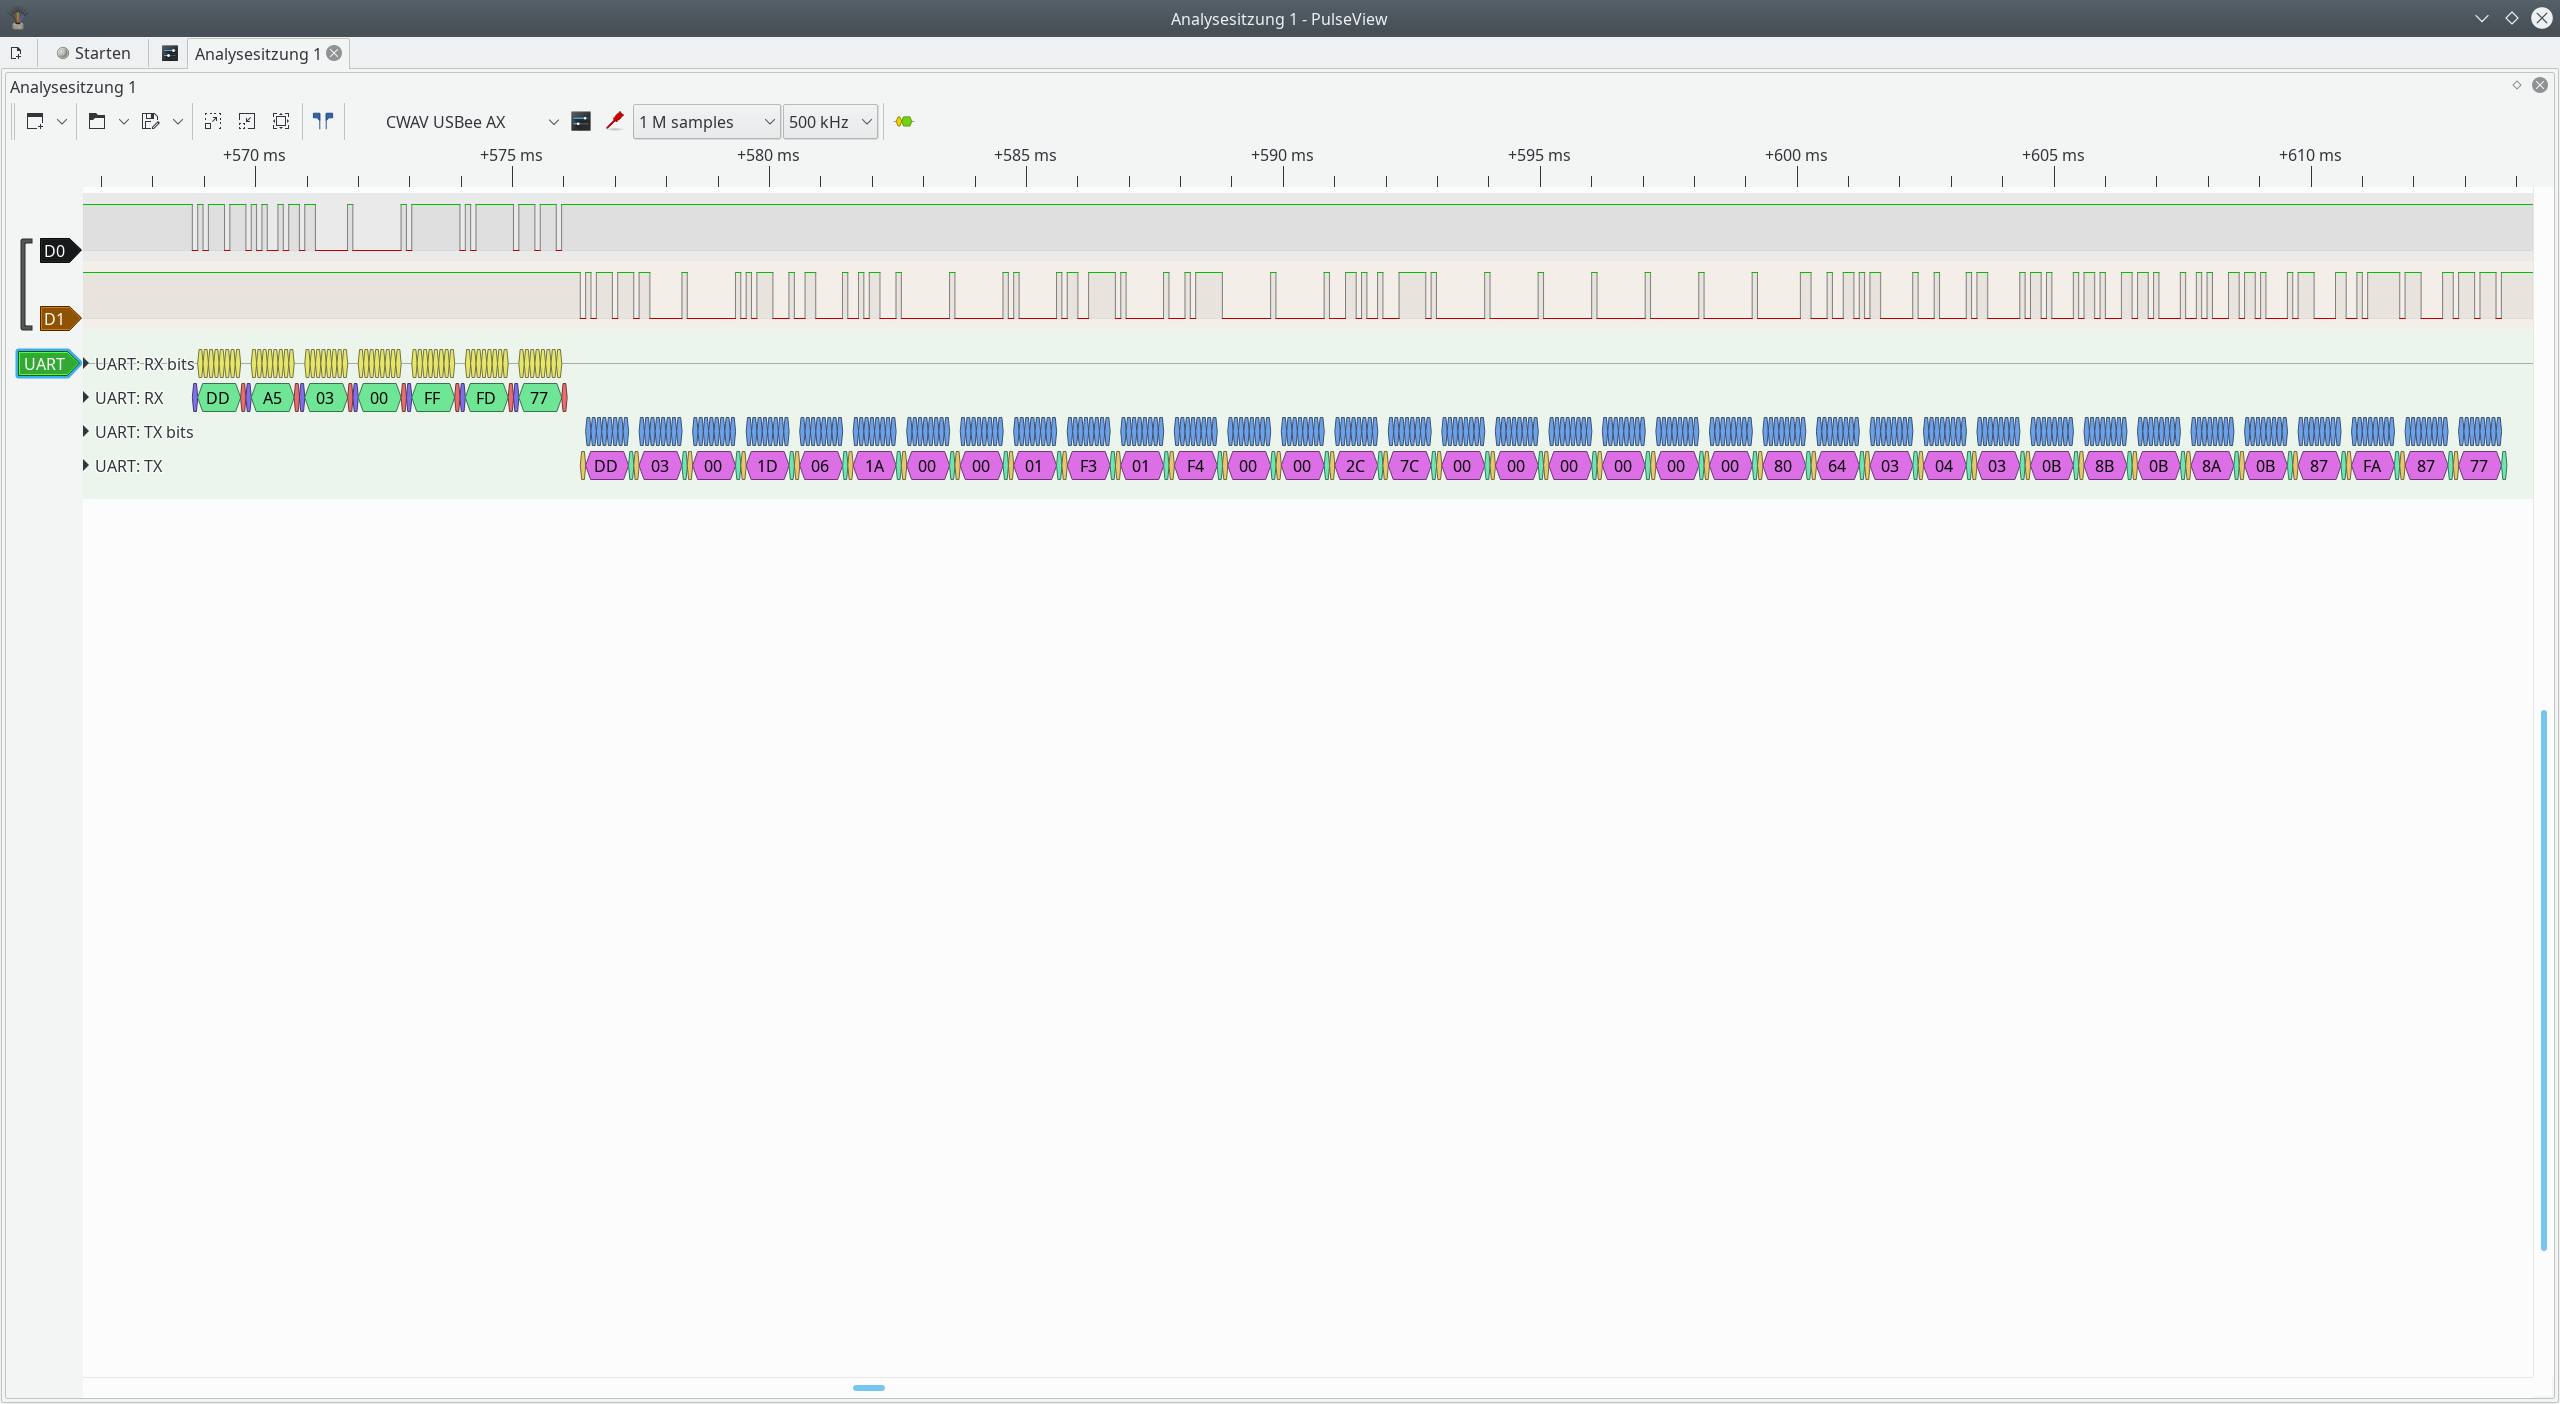 Analysesitzung 1 - PulseView
Starten
Analysesitzung 1
Analysesitzung 1
CWAV USBee AX
1 M samples
500 kHz
+570 ms +575 ms +580 ms +585 ms +590 ms +595 ms +600 ms +605 ms +610 ms
D0
D1
UART
UART: RX bits
UART: RX DD A5 03 00 FF FD 77
UART: TX bits
UART: TX DD 03 00 1D 06 1A 00 00 01 F3 01 F4 00 00 2C 7C 00 00 00 00 00 00 80 64 03 04 03 0B 8B 0B 8A 0B 87 FA 87 77